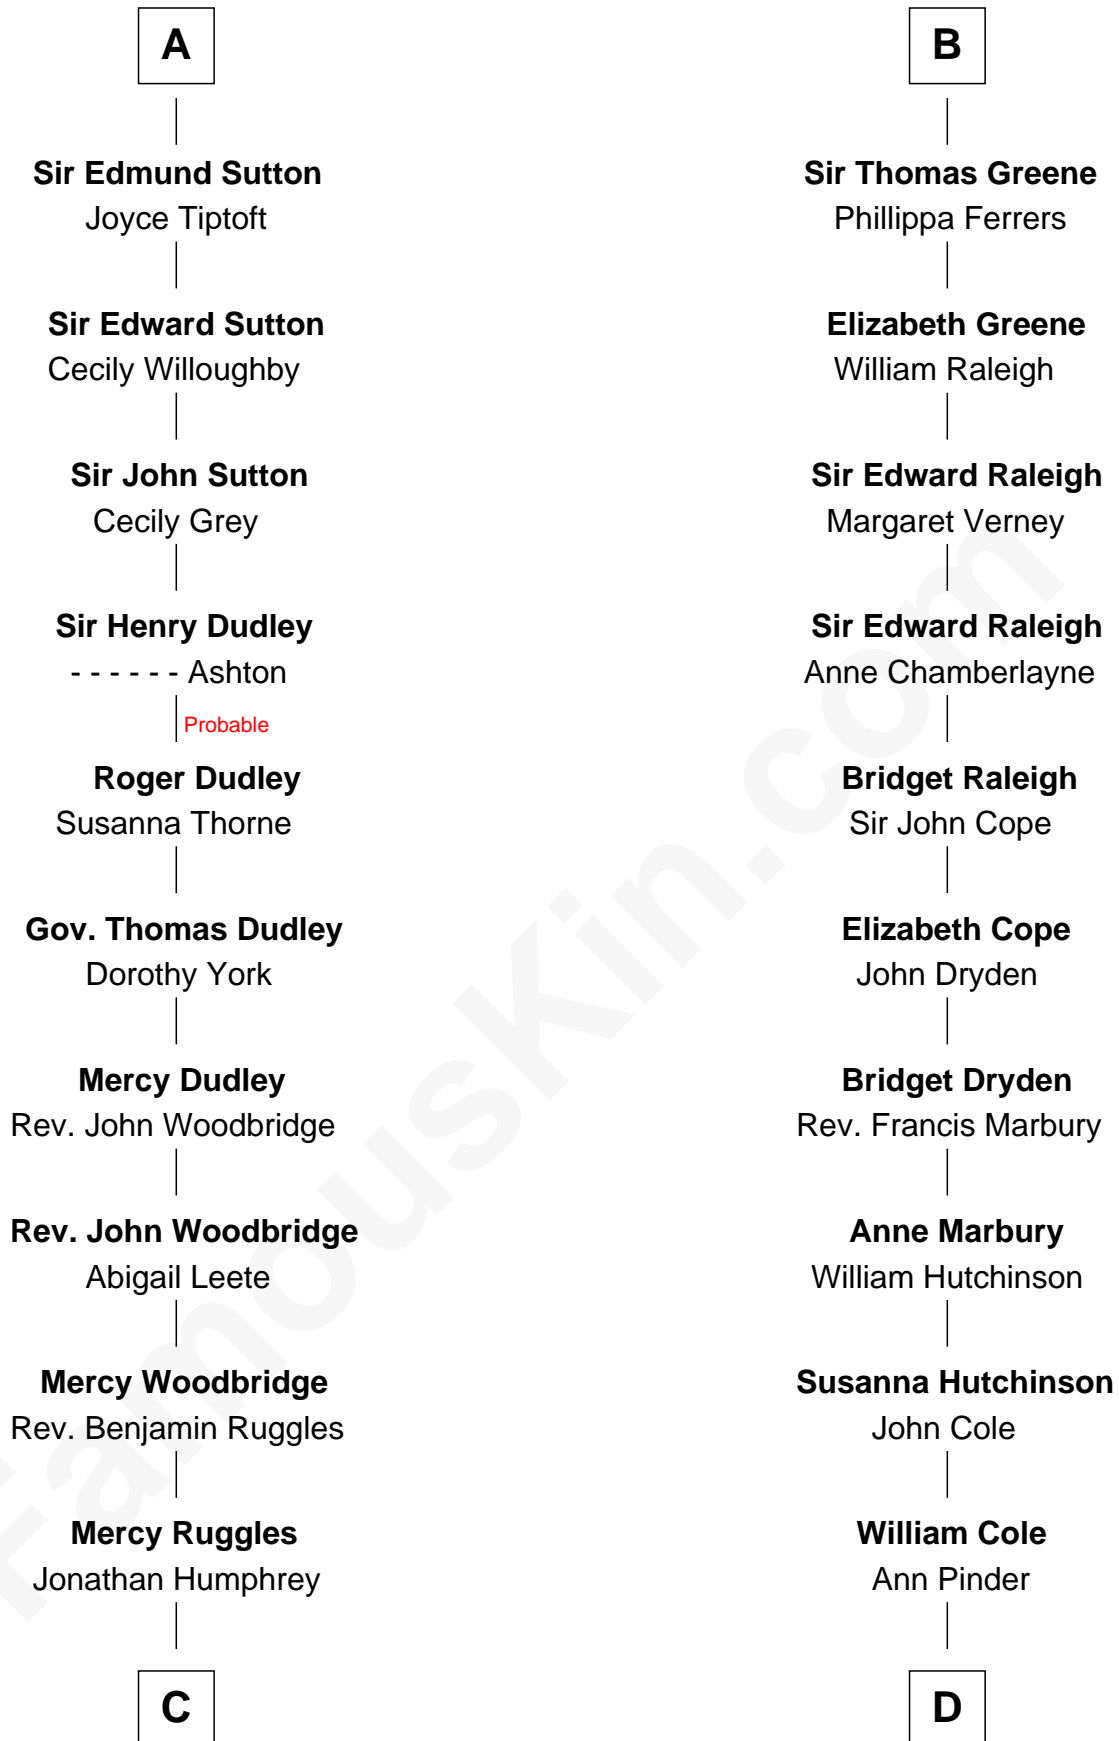 A
Sir Edmund Sutton
Joyce Tiptoft
Sir Edward Sutton
Cecily Willoughby
Sir John Sutton
Cecily Grey
Sir Henry Dudley
- - - - - - Ashton
Probable
Roger Dudley
Susanna Thorne
Gov. Thomas Dudley
Dorothy York
Mercy Dudley
Rev. John Woodbridge
Rev. John Woodbridge
Abigail Leete
Mercy Woodbridge
Rev. Benjamin Ruggles
Mercy Ruggles
Jonathan Humphrey
C
B
Sir Thomas Greene
Phillippa Ferrers
Elizabeth Greene
William Raleigh
Sir Edward Raleigh
Margaret Verney
Sir Edward Raleigh
Anne Chamberlayne
Bridget Raleigh
Sir John Cope
Elizabeth Cope
John Dryden
Bridget Dryden
Rev. Francis Marbury
Anne Marbury
William Hutchinson
Susanna Hutchinson
John Cole
William Cole
Ann Pinder
D
FamousKin.com